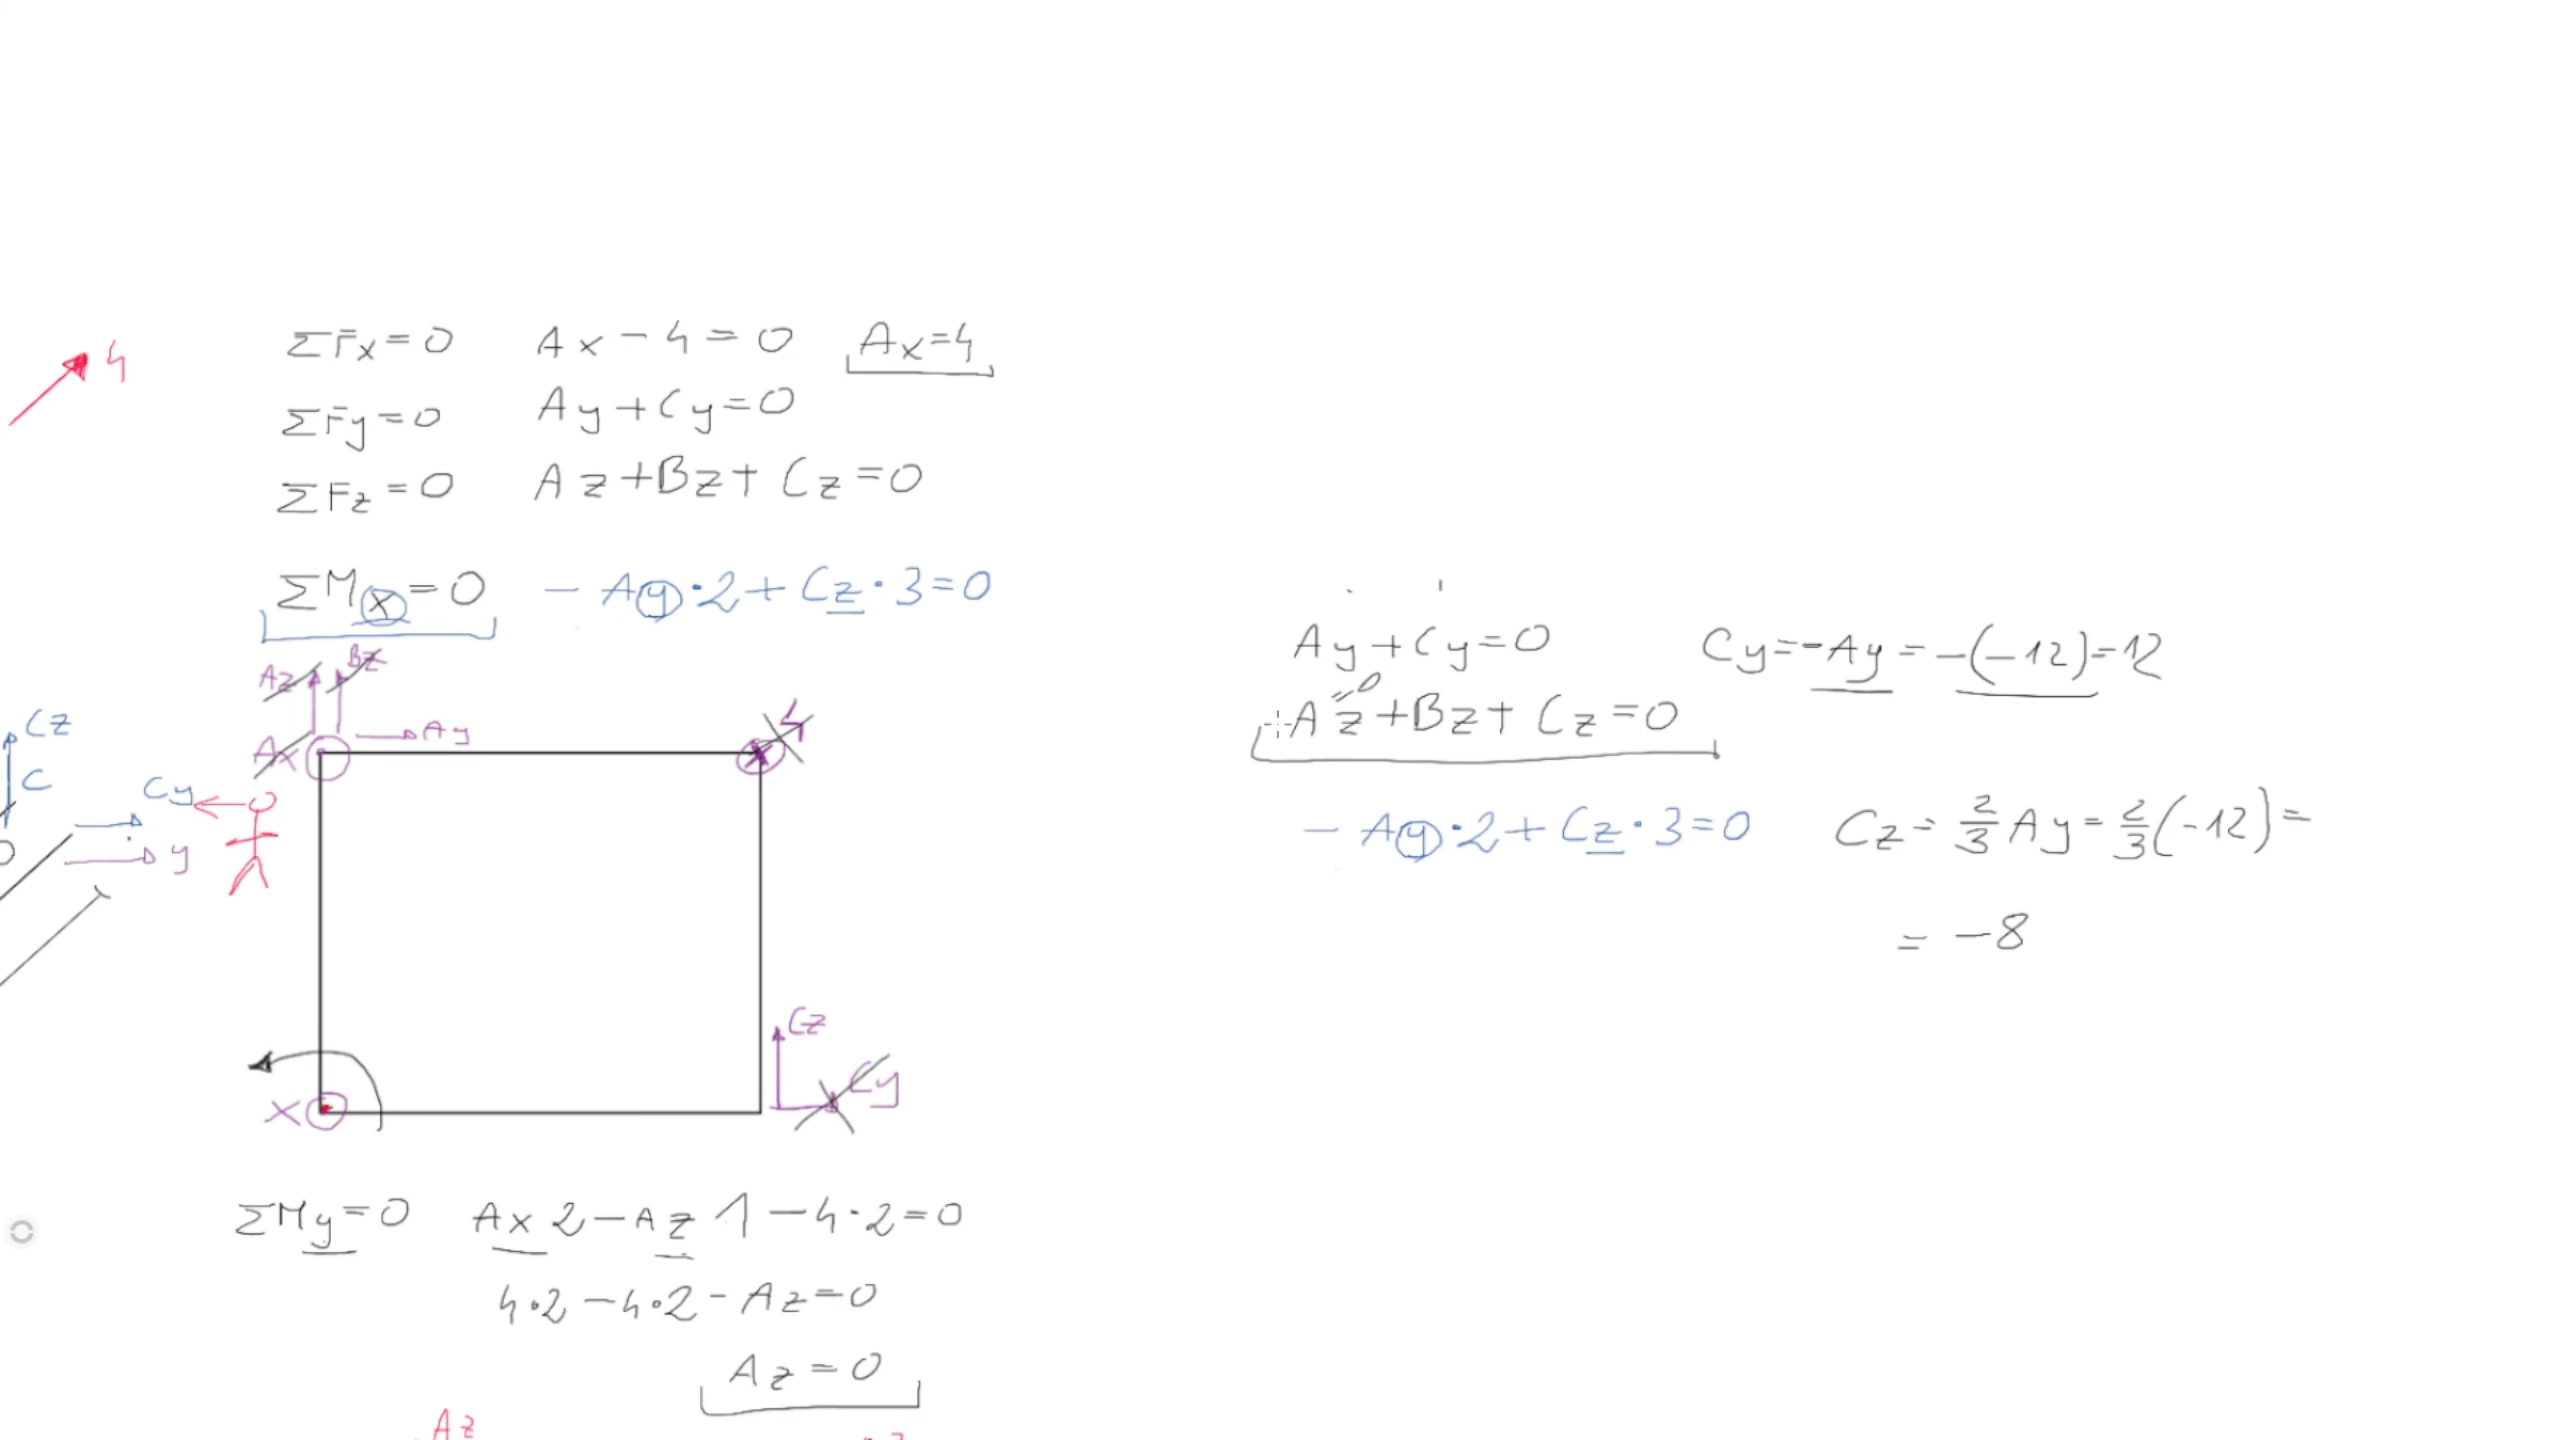 4
ΣFx=0 Ax-4=0 Ax=4
ΣFy=0 Ay+Cy=0
ΣFz=0 Az+Bz+Cz=0
ΣMx=0 -Ay·2+Cz·3=0
Az Bz
Ax Ay 4
Cz
C
Cy
y
Cz
Cy
x
ΣMy=0 Ax 2-Az 1-4·2=0
4·2-4·2-Az=0
Az=0
Az
Ay+Cy=0 Cy=-Ay=-(-12)=12
=0
Az+Bz+Cz=0
-Ay·2+Cz·3=0 Cz=2/3 Ay=2/3(-12)=
= -8